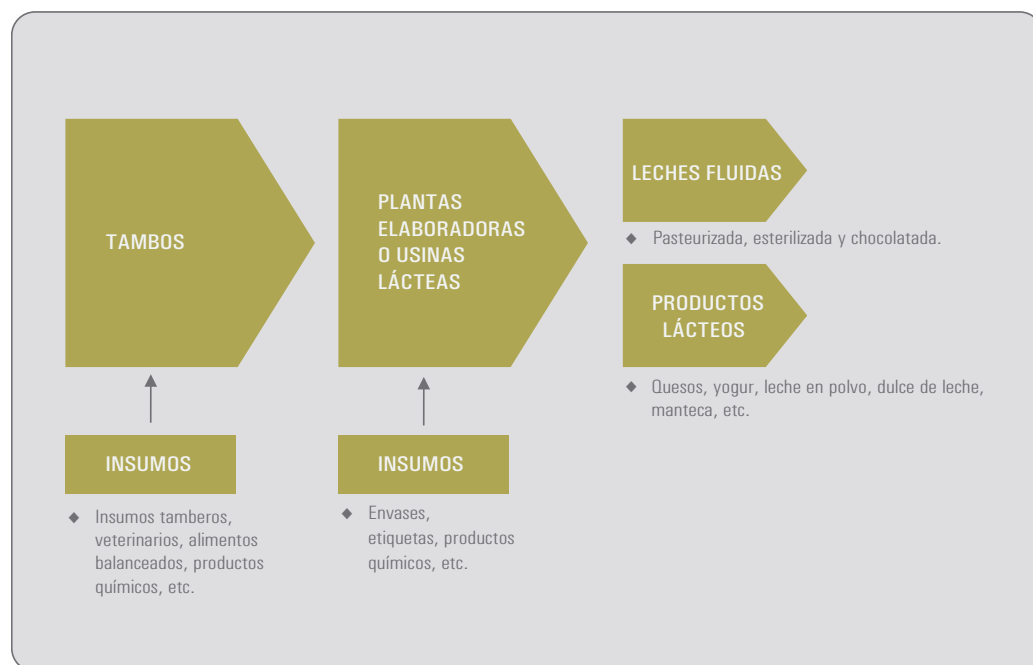 TAMBOS
INSUMOS
◆ Insumos tamberos,
veterinarios, alimentos
balanceados, productos
químicos, etc.
PLANTAS
ELABORADORAS
O USINAS
LÁCTEAS
INSUMOS
◆ Envases,
etiquetas, productos
químicos, etc.
LECHES FLUIDAS
◆ Pasteurizada, esterilizada y chocolatada.
PRODUCTOS
LÁCTEOS
◆ Quesos, yogur, leche en polvo, dulce de leche,
manteca, etc.